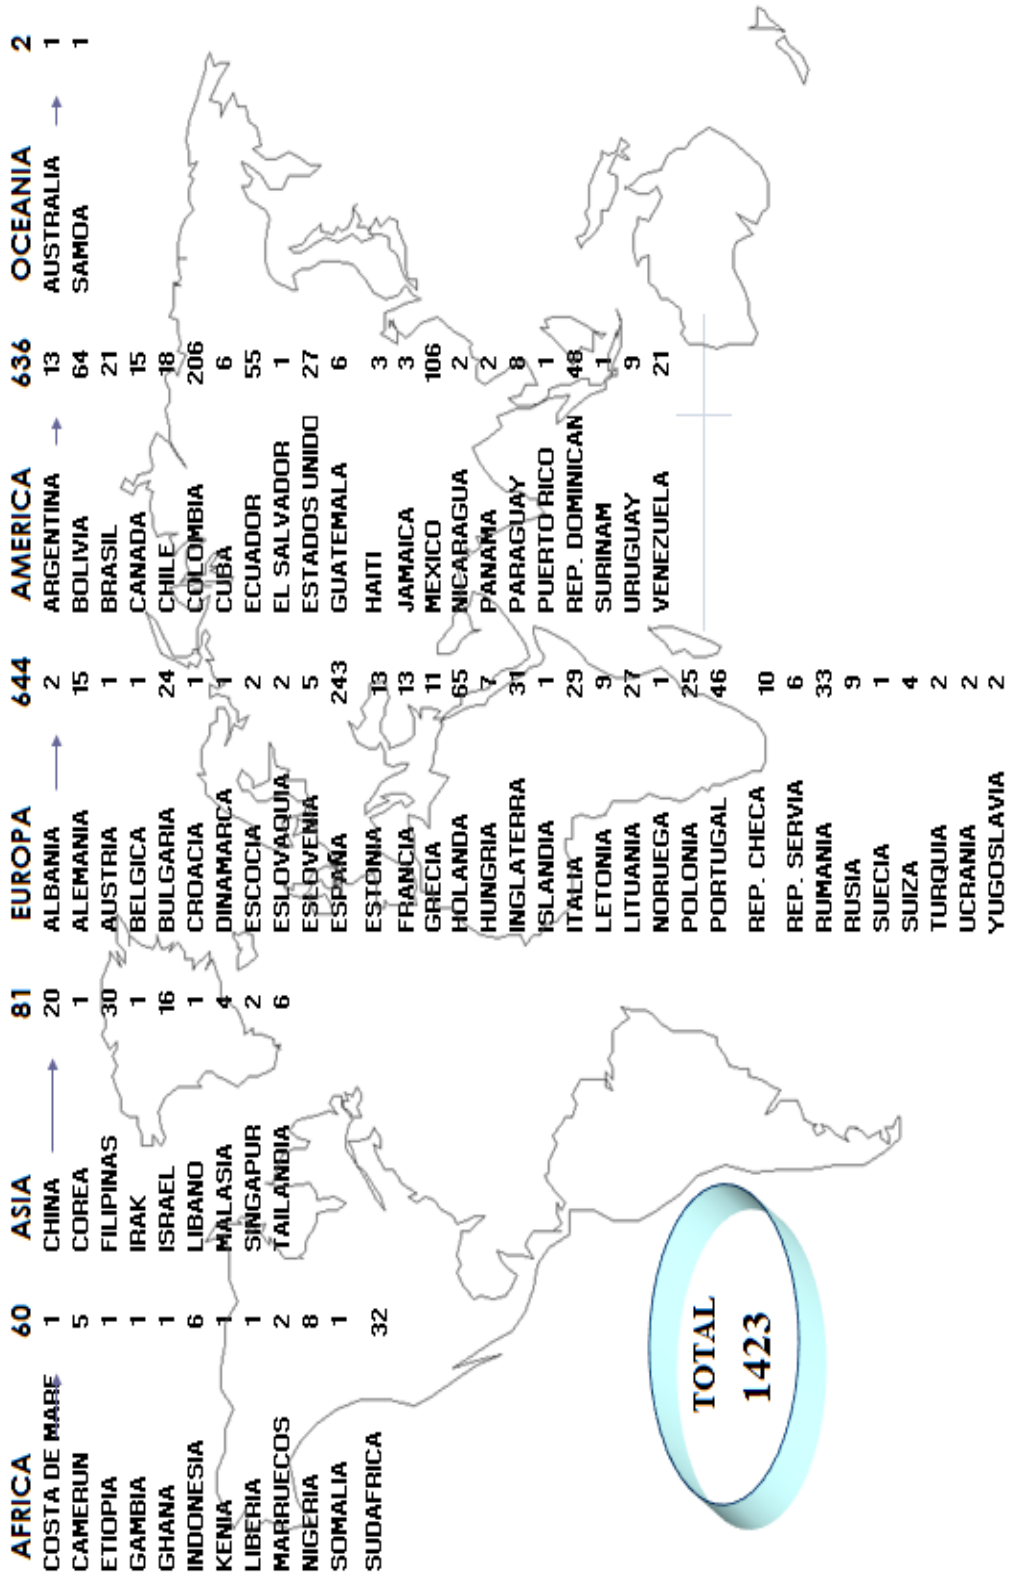 AFRICA 60
COSTA DE MARF 1
CAMERUN 5
ETIOPIA 1
GAMBIA 1
GHANA 1
INDONESIA 6
KENIA 1
LIBERIA 1
MARRUECOS 2
NIGERIA 8
SOMALIA 1
SUDAFRICA 32
ASIA 81
CHINA 20
COREA 1
FILIPINAS 30
IRAK 1
ISRAEL 16
LIBANO 1
MALASIA 4
SINGAPUR 2
TAILANDIA 6
EUROPA 644
ALBANIA 2
ALEMANIA 15
AUSTRIA 1
BELGICA 1
BULGARIA 24
CROACIA 1
DINAMARCA 1
ESCOCIA 2
ESLOVAQUIA 2
ESLOVENIA 5
ESPAÑA 243
ESTONIA 13
FRANCIA 13
GRECIA 11
HOLANDA 65
HUNGRIA 7
INGLATERRA 31
ISLANDIA 1
ITALIA 29
LETONIA 9
LITUANIA 27
NORUEGA 1
POLONIA 25
PORTUGAL 46
REP. CHECA 10
REP. SERVIA 6
RUMANIA 33
RUSIA 9
SUECIA 1
SUIZA 4
TURQUIA 2
UCRANIA 2
YUGOSLAVIA 2
AMERICA 636
ARGENTINA 13
BOLIVIA 64
BRASIL 21
CANADA 15
CHILE 18
COLOMBIA 206
CUBA 6
ECUADOR 55
EL SALVADOR 1
ESTADOS UNIDO 27
GUATEMALA 6
HAITI 3
JAMAICA 3
MEXICO 106
NICARAGUA 2
PANAMA 2
PARAGUAY 8
PUERTO RICO 1
REP. DOMINICAN 48
SURINAM 1
URUGUAY 9
VENEZUELA 21
OCEANIA 2
AUSTRALIA 1
SAMOA 1
TOTAL
1423